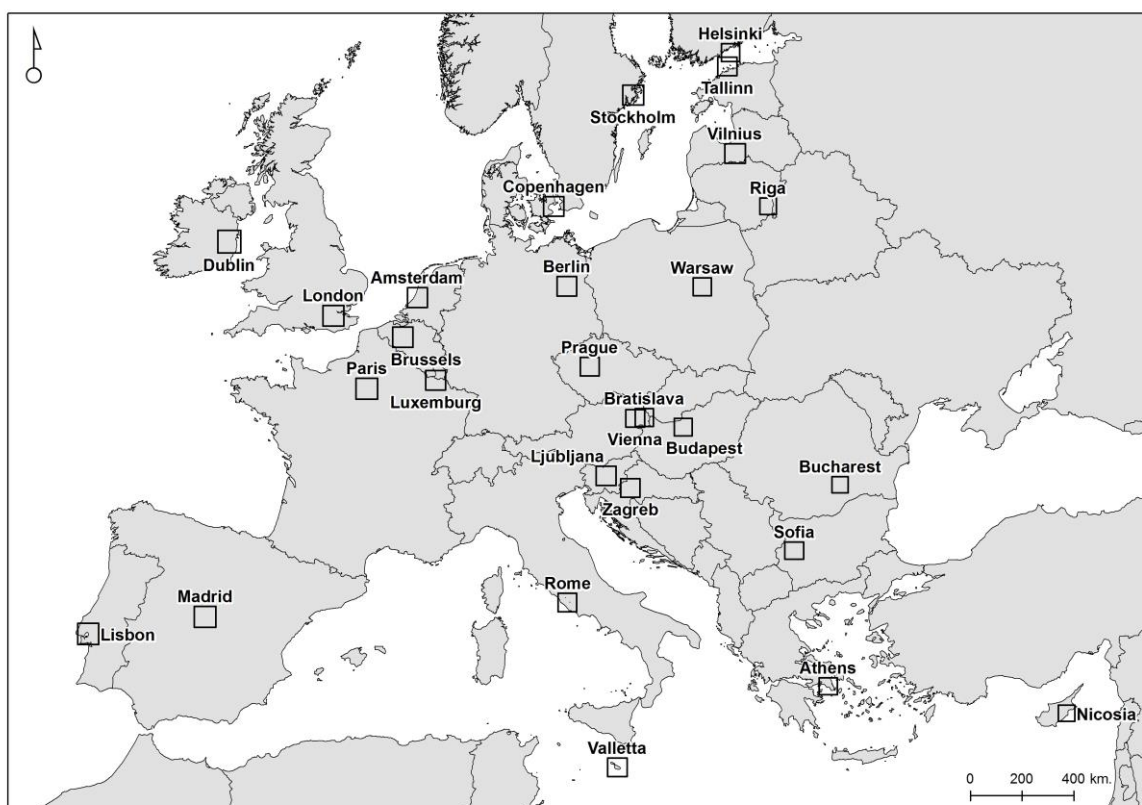 Helsinki
Tallinn
Stockholm
Vilnius
Riga
Copenhagen
Dublin
Amsterdam
Berlin
Warsaw
London
Brussels
Prague
Paris
Luxemburg
Bratislava
Vienna
Budapest
Ljubljana
Zagreb
Bucharest
Sofia
Rome
Madrid
Lisbon
Athens
Nicosia
Valletta
0 200 400 km.